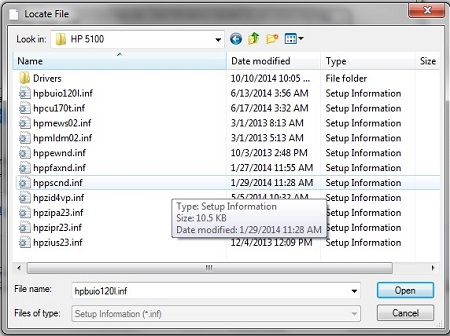 Locate File
Look in: HP 5100
Name Date modified Type Size
Drivers 10/10/2014 10:05 ... File folder
hpbuio120l.inf 6/13/2014 3:56 AM Setup Information
hpcu170t.inf 6/17/2014 3:32 AM Setup Information
hpmews02.inf 3/1/2013 8:13 AM Setup Information
hpmldm02.inf 3/1/2013 5:13 AM Setup Information
hppewnd.inf 10/3/2013 2:48 PM Setup Information
hppfaxnd.inf 1/27/2014 11:55 AM Setup Information
hppscnd.inf 1/29/2014 11:28 AM Setup Information
hpzid4vp.inf 5/5/2014 10:32 AM Setup Information
hpzipa23.inf Setup Information
hpzipr23.inf Setup Information
hpzius23.inf 12/4/2013 12:09 PM Setup Information
Type: Setup Information
Size: 10.5 KB
Date modified: 1/29/2014 11:28 AM
File name: hpbuio120l.inf Open
Files of type: Setup Information (*.inf) Cancel